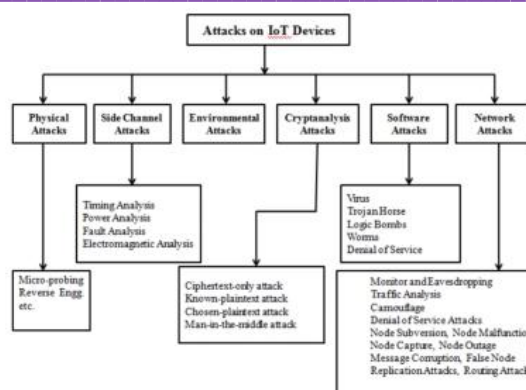 Attacks on IoT Devices
Physical
Attacks
Side Channel
Attacks
Environmental
Attacks
Cryptanalysis
Attacks
Software
Attacks
Network
Attacks
Timing Analysis
Power Analysis
Fault Analysis
Electromagnetic Analysis
Virus
Trojan Horse
Logic Bombs
Worms
Denial of Service
Micro-probing
Reverse Engg.
etc.
Ciphertext-only attack
Known-plaintext attack
Chosen-plaintext attack
Man-in-the-middle attack
Monitor and Eavesdropping
Traffic Analysis
Camouflage
Denial of Service Attacks
Node Subversion, Node Malfunctio
Node Capture, Node Outage
Message Corruption, False Node
Replication Attacks, Routing Attack